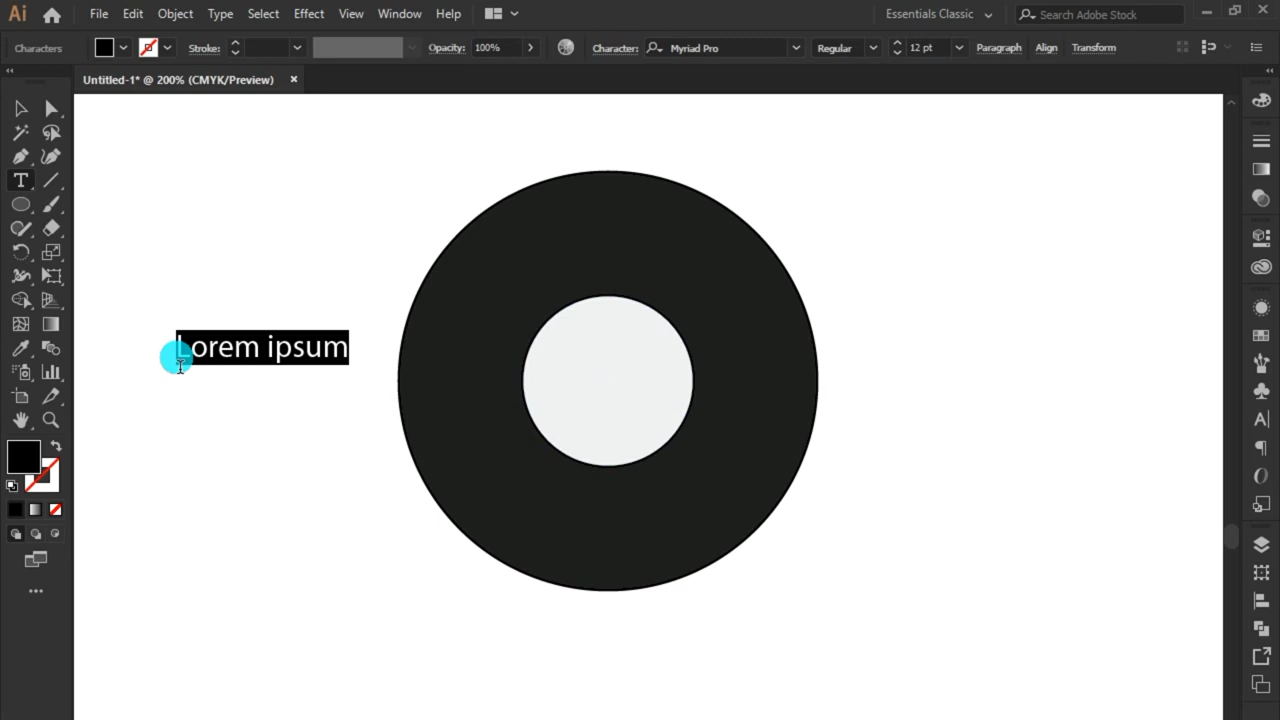 Ai File Edit Object Type Select Effect View Window Help Essentials Classic Search Adobe Stock
Characters Stroke: Opacity: 100% Character: Myriad Pro Regular 12 pt Paragraph Align Transform
Untitled-1* @ 200% (CMYK/Preview)
Lorem ipsum